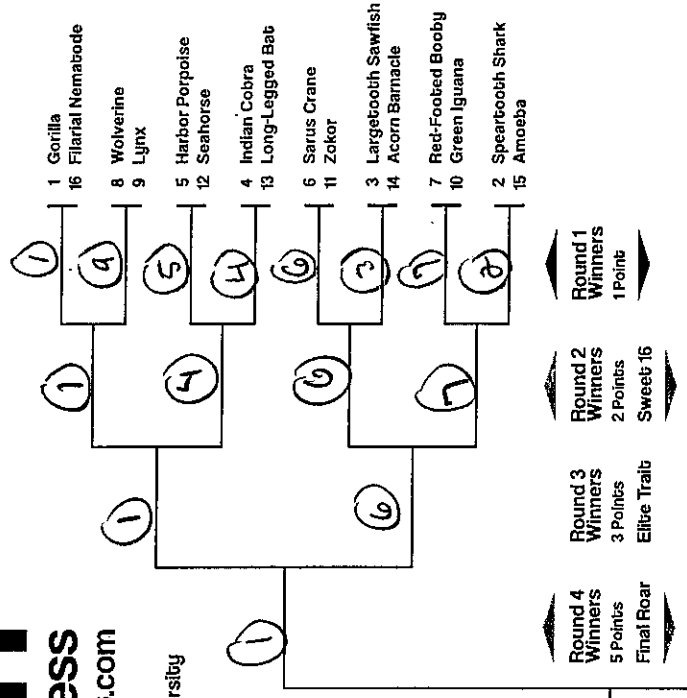 ess
s.com
rsity
1 Gorilla
16 Filarial Nematode
8 Wolverine
9 Lynx
5 Harbor Porpoise
12 Seahorse
4 Indian Cobra
13 Long-Legged Bat
6 Sarus Crane
11 Zokor
3 Largetooth Sawfish
14 Acorn Barnacle
7 Red-Footed Booby
10 Green Iguana
2 Speartooth Shark
15 Amoeba
1
9
5
4
6
3
7
2
1
4
6
7
1
6
1
Round 1
Winners
1 Point
Round 2
Winners
2 Points
Sweet 16
Round 3
Winners
3 Points
Elite Trait
Round 4
Winners
5 Points
Final Roar